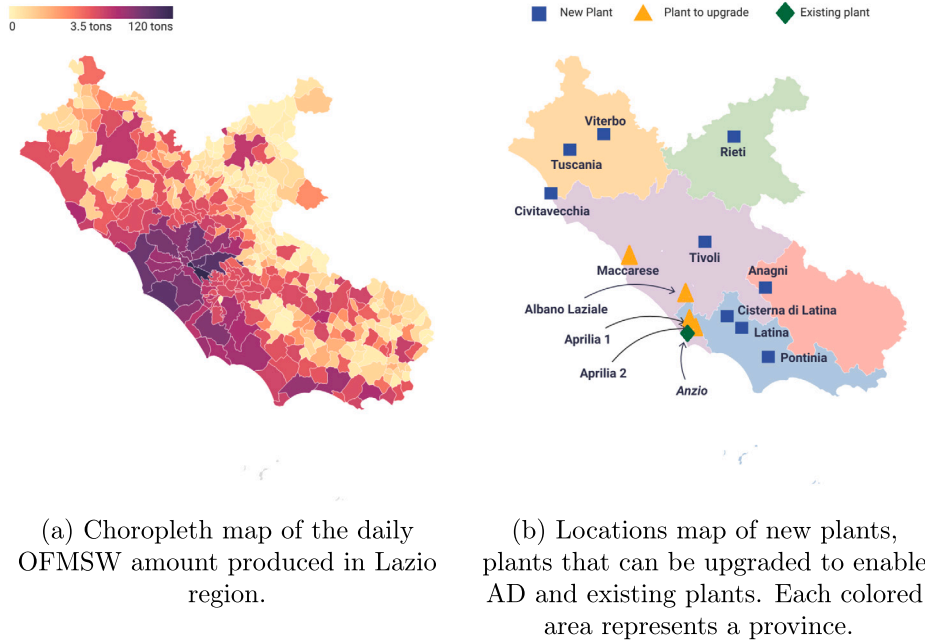 0 3.5 tons 120 tons
New Plant Plant to upgrade Existing plant
Viterbo
Tuscania
Rieti
Civitavecchia
Tivoli
Maccarese
Anagni
Albano Laziale
Cisterna di Latina
Aprilia 1
Latina
Aprilia 2
Pontinia
Anzio
(a) Choropleth map of the daily
OFMSW amount produced in Lazio
region.
(b) Locations map of new plants,
plants that can be upgraded to enable
AD and existing plants. Each colored
area represents a province.